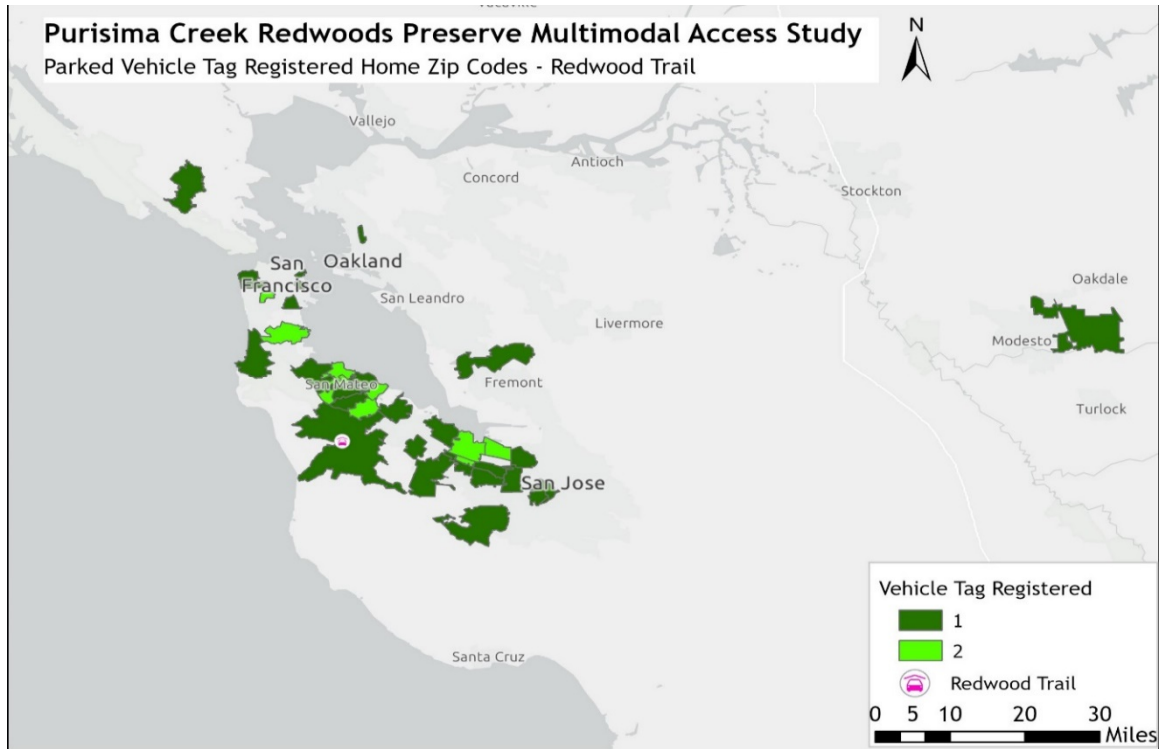 Vacaville
Purisima Creek Redwoods Preserve Multimodal Access Study
Parked Vehicle Tag Registered Home Zip Codes - Redwood Trail
N
Vallejo
Antioch
Concord
Stockton
Oakland
San
Francisco
San Leandro
Oakdale
Livermore
Modesto
San Mateo
Fremont
Turlock
San Jose
Vehicle Tag Registered
1
2
Redwood Trail
Santa Cruz
0 5 10 20 30
Miles